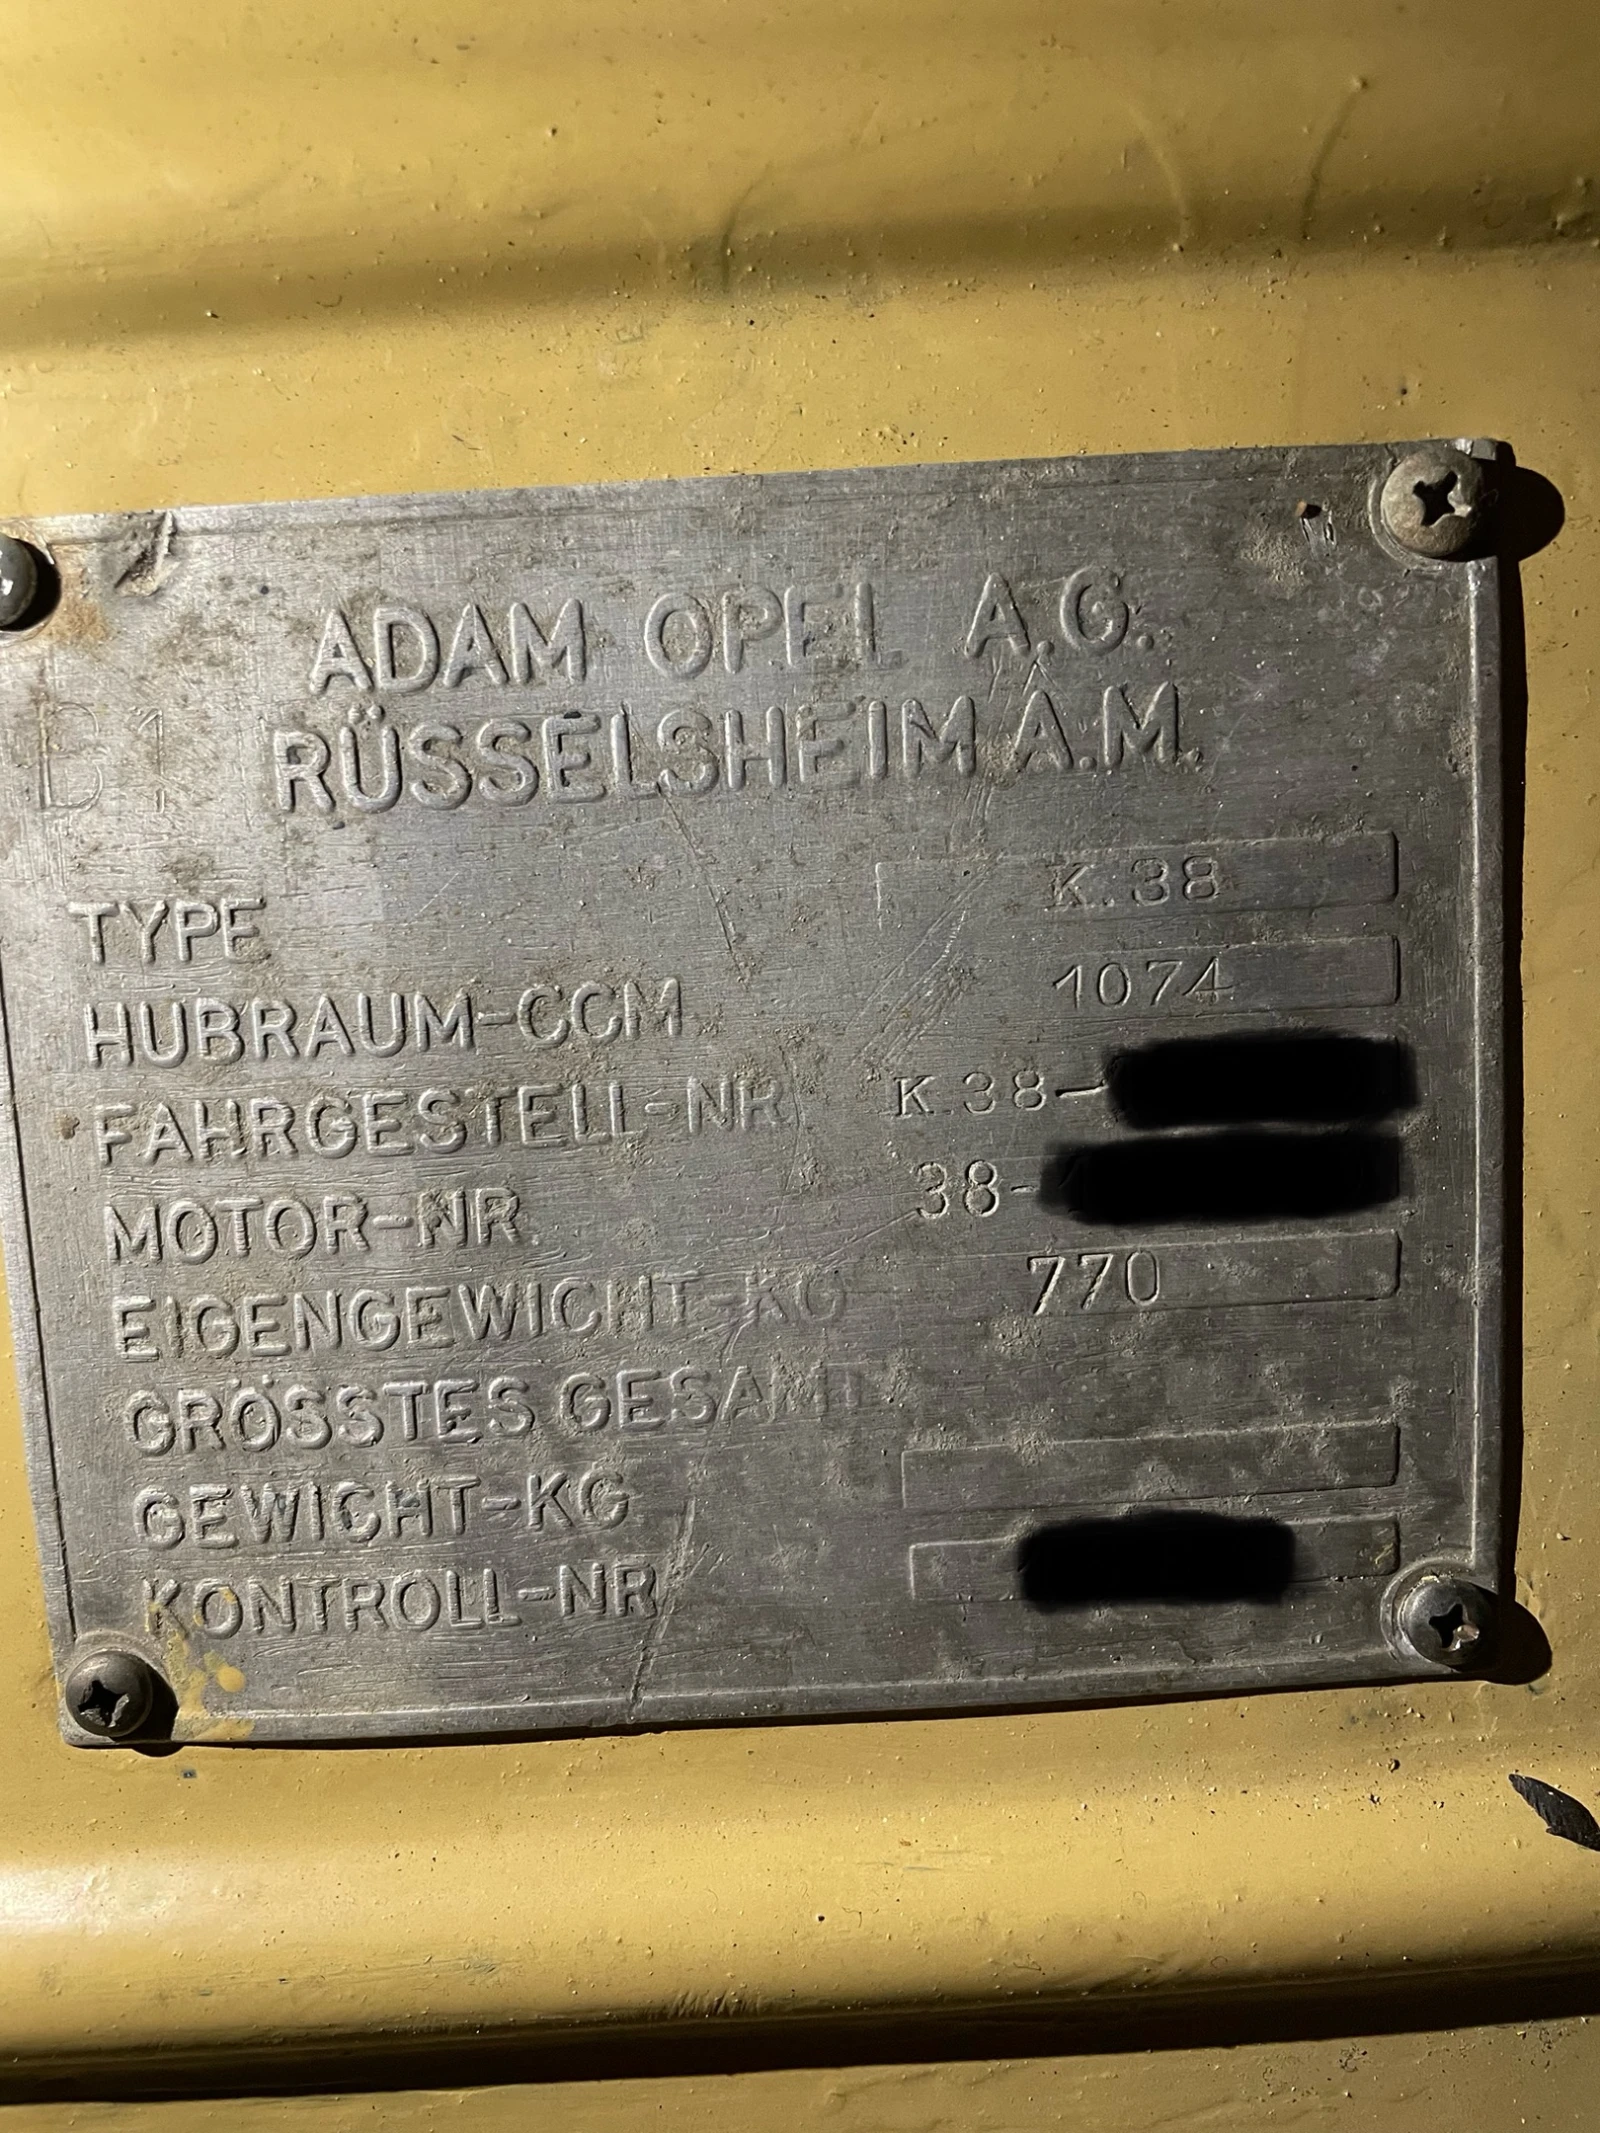 ADAM OPEL A.G.
RÜSSELSHEIM A.M.
B1
TYPE K.38
HUBRAUM-CCM 1074
FAHRGESTELL-NR K.38-
MOTOR-NR. 38-
EIGENGEWICHT-KG 770
GRÖSSTES GESAMT
GEWICHT-KG
KONTROLL-NR